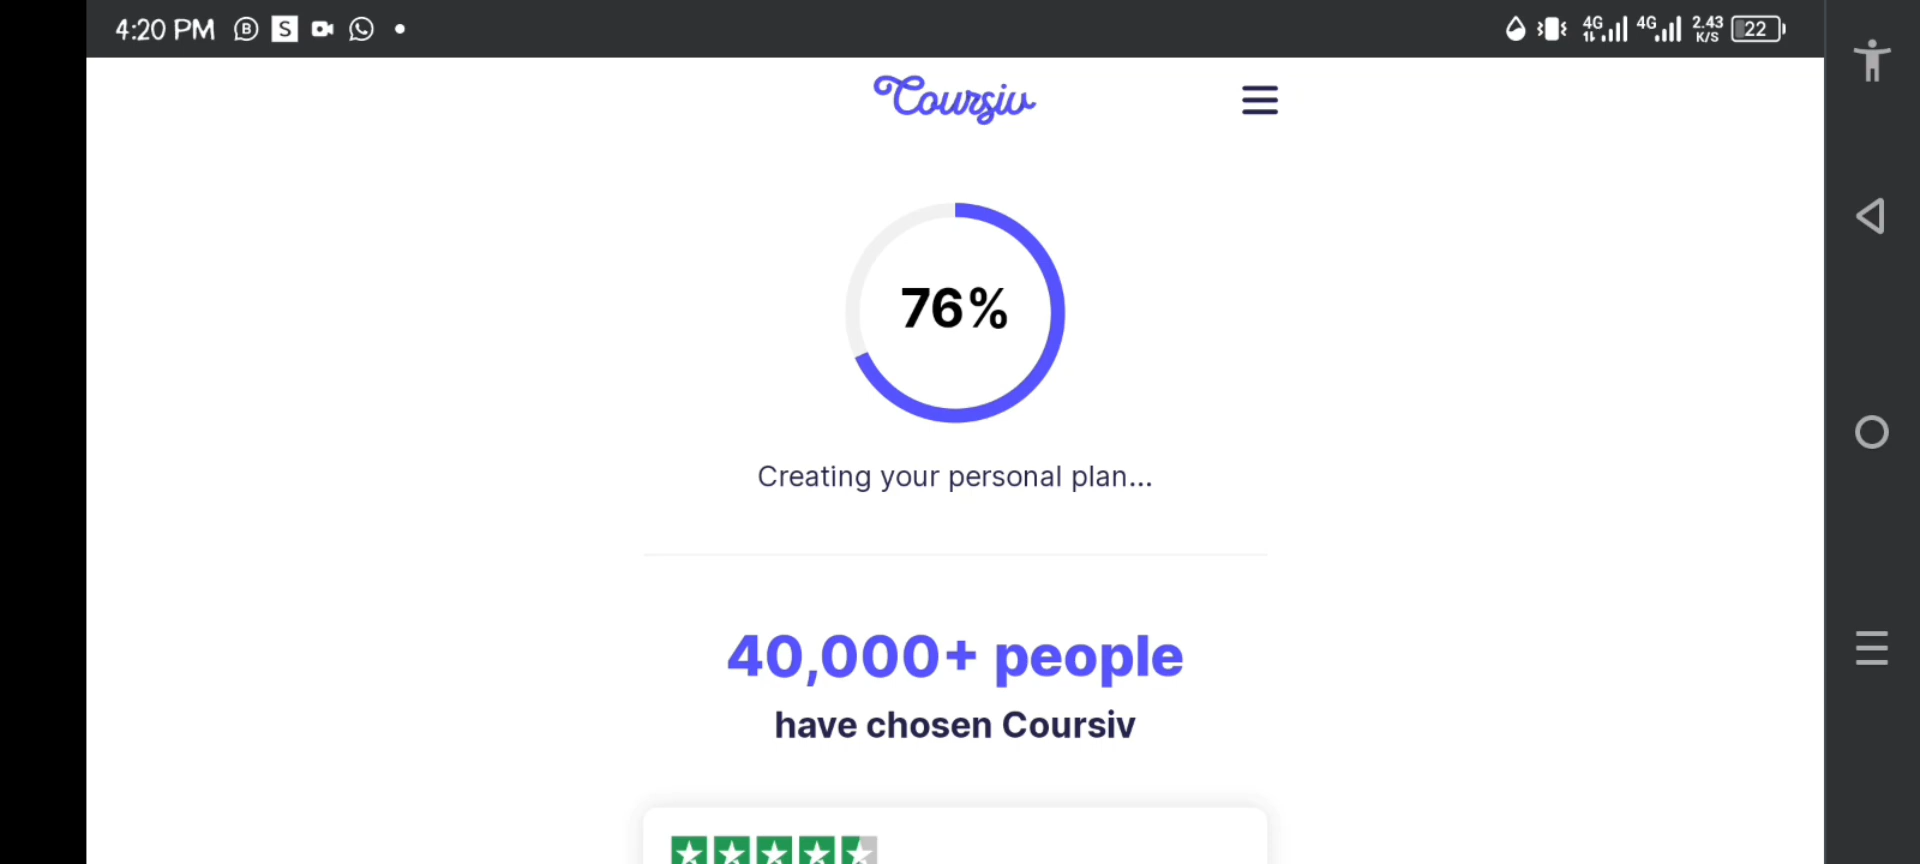 4:20 PM B S 4G 4G 2.43 K/S 22
Coursiv
76%
Creating your personal plan...
40,000+ people
have chosen Coursiv